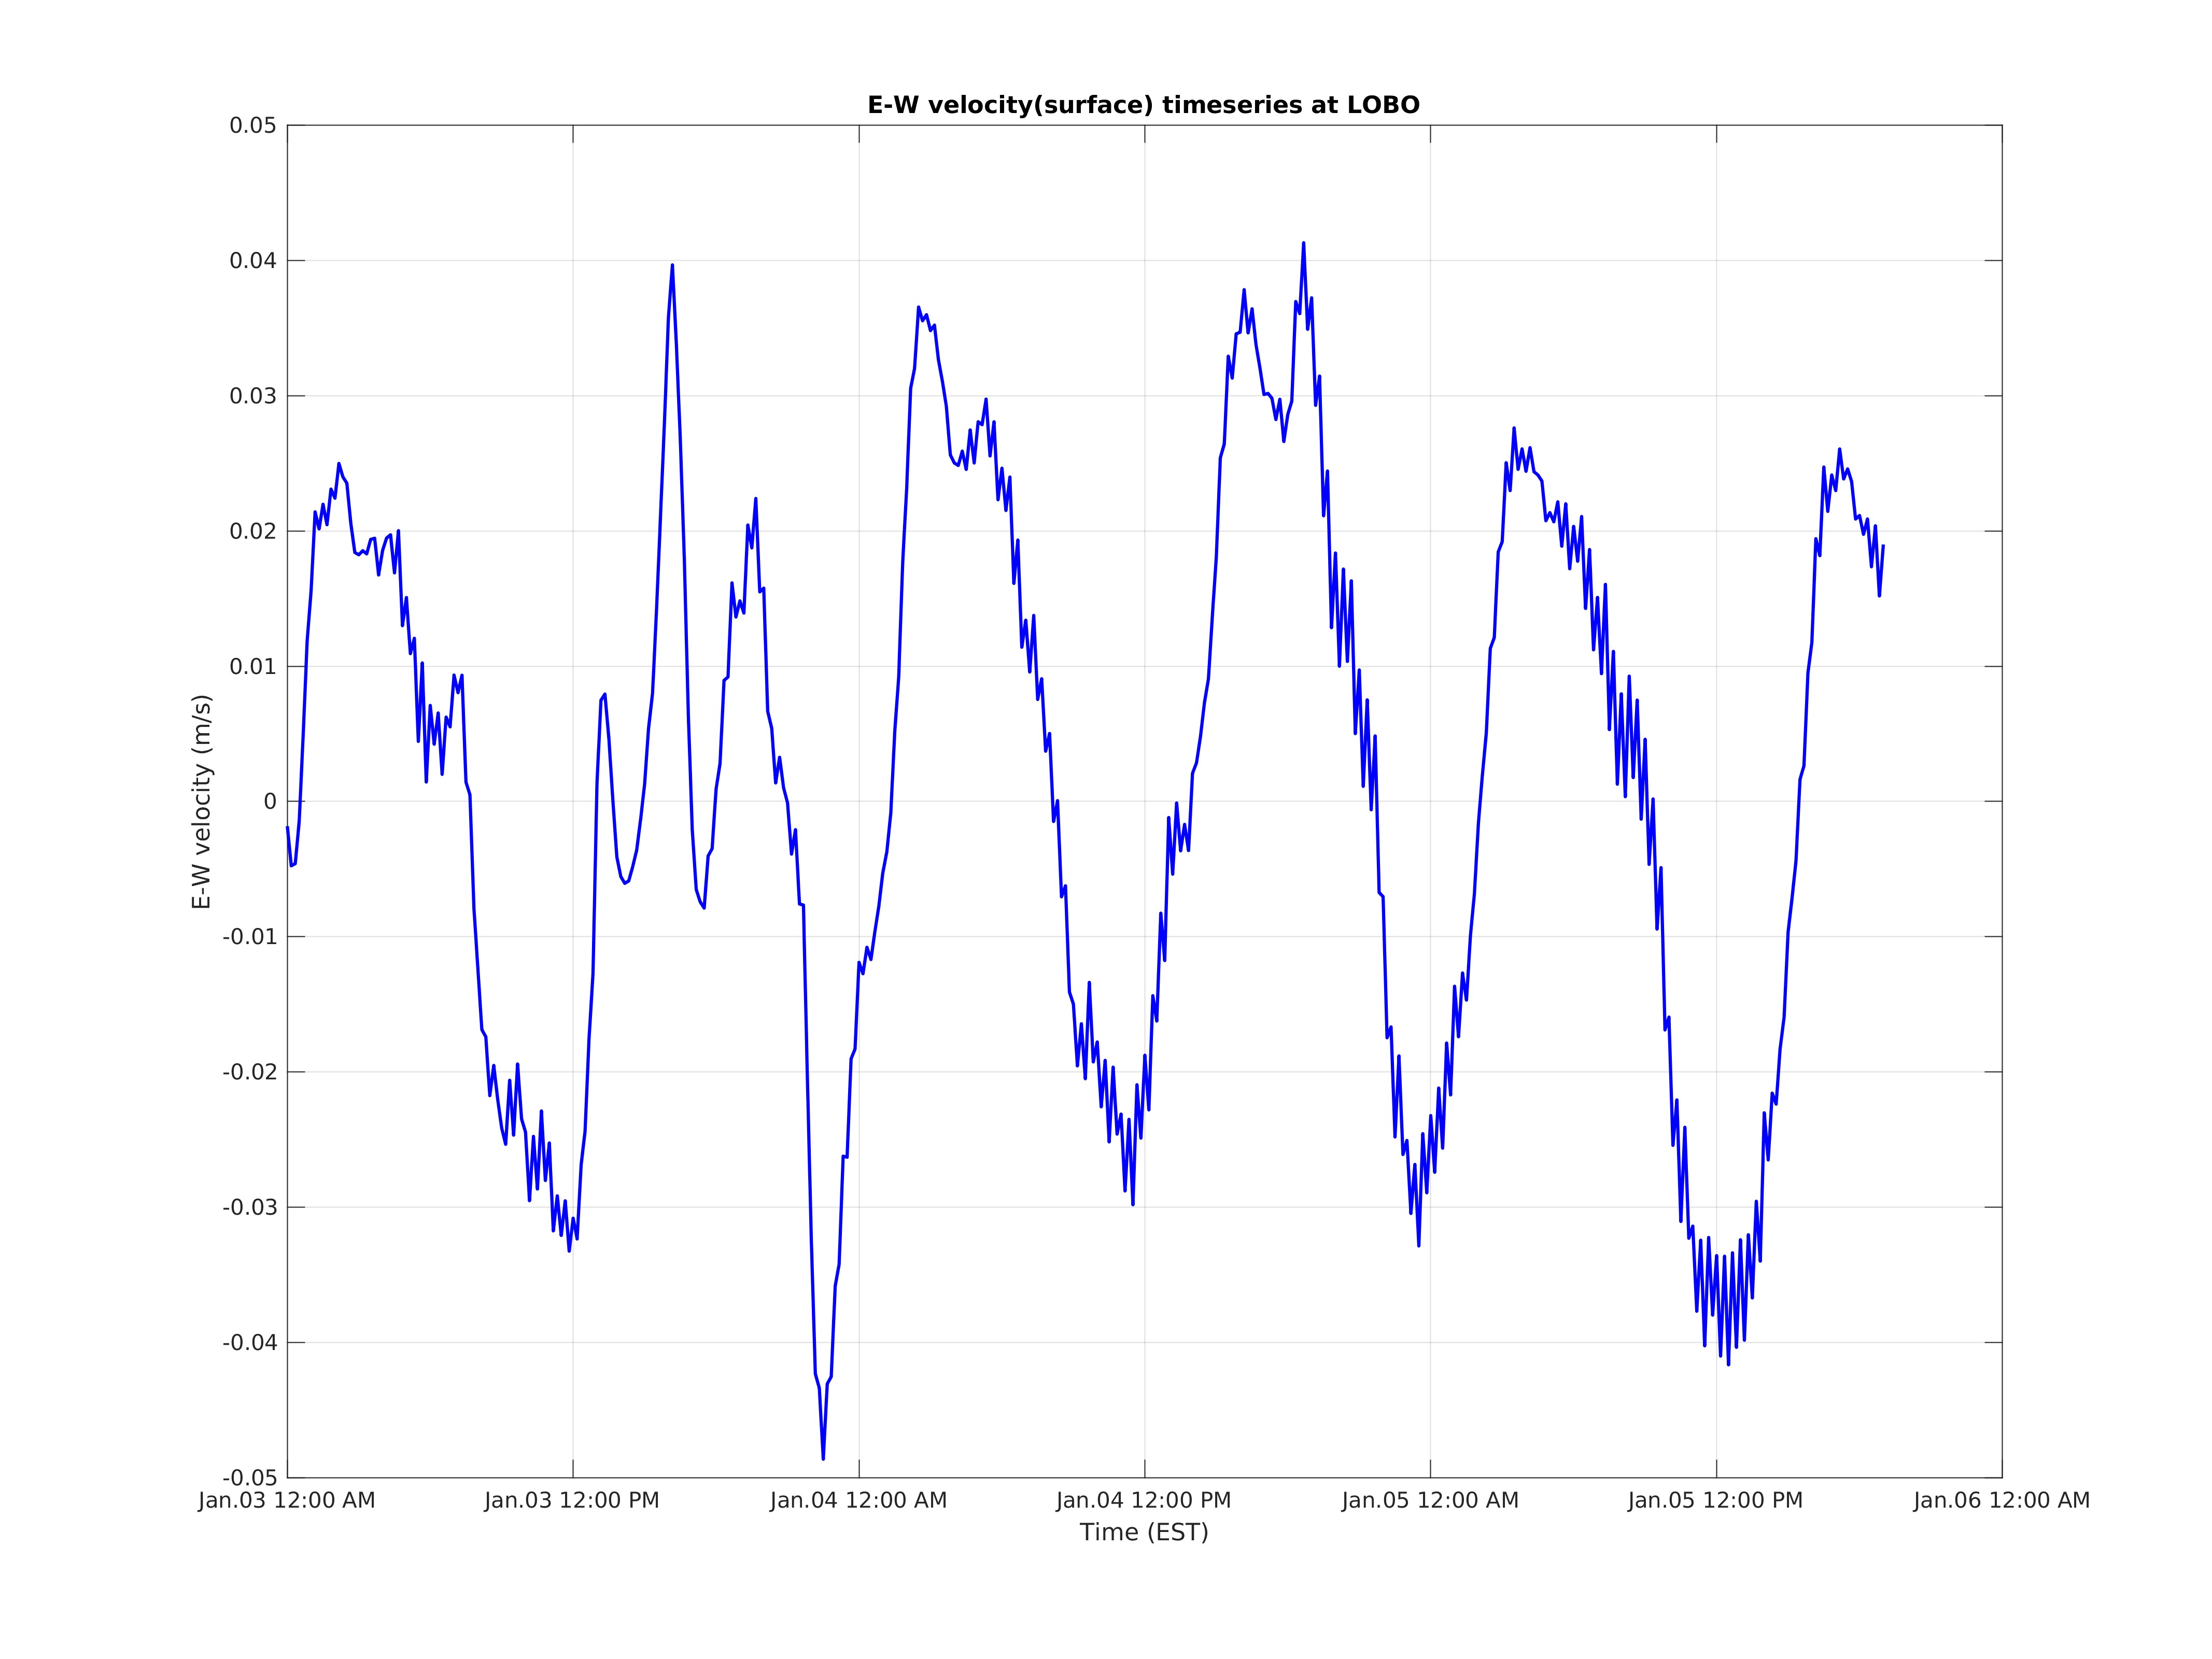 E-W velocity(surface) timeseries at LOBO
0.05
0.04
0.03
0.02
0.01
0
-0.01
-0.02
-0.03
-0.04
-0.05
E-W velocity (m/s)
Jan.03 12:00 AM Jan.03 12:00 PM Jan.04 12:00 AM Jan.04 12:00 PM Jan.05 12:00 AM Jan.05 12:00 PM Jan.06 12:00 AM
Time (EST)